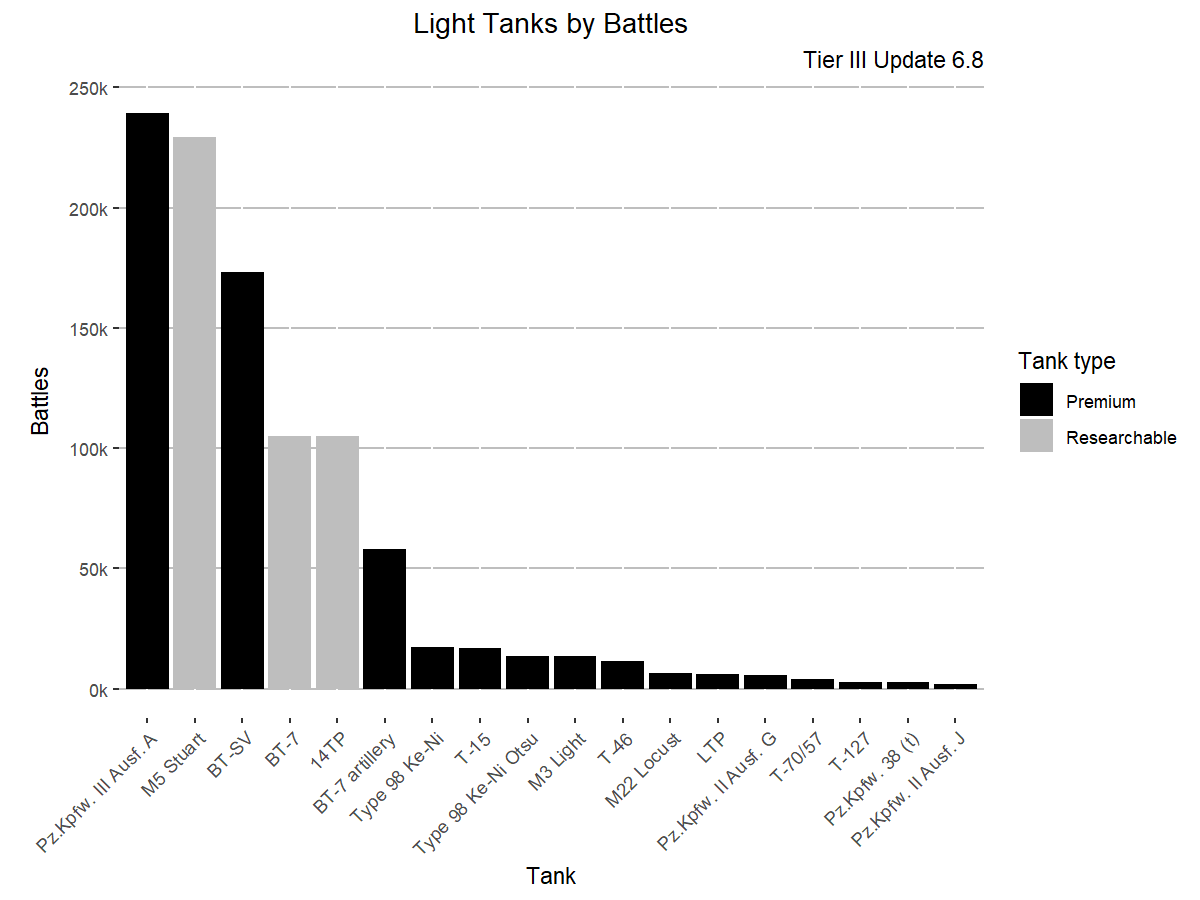 Light Tanks by Battles
Tier III Update 6.8
250k
200k
150k
100k
50k
0k
Battles
Pz.Kpfw. III Ausf. A
M5 Stuart
BT-SV
BT-7
14TP
BT-7 artillery
Type 98 Ke-Ni
T-15
Type 98 Ke-Ni Otsu
M3 Light
T-46
M22 Locust
LTP
Pz.Kpfw. II Ausf. G
T-70/57
T-127
Pz.Kpfw. 38 (t)
Pz.Kpfw. II Ausf. J
Tank
Tank type
Premium
Researchable